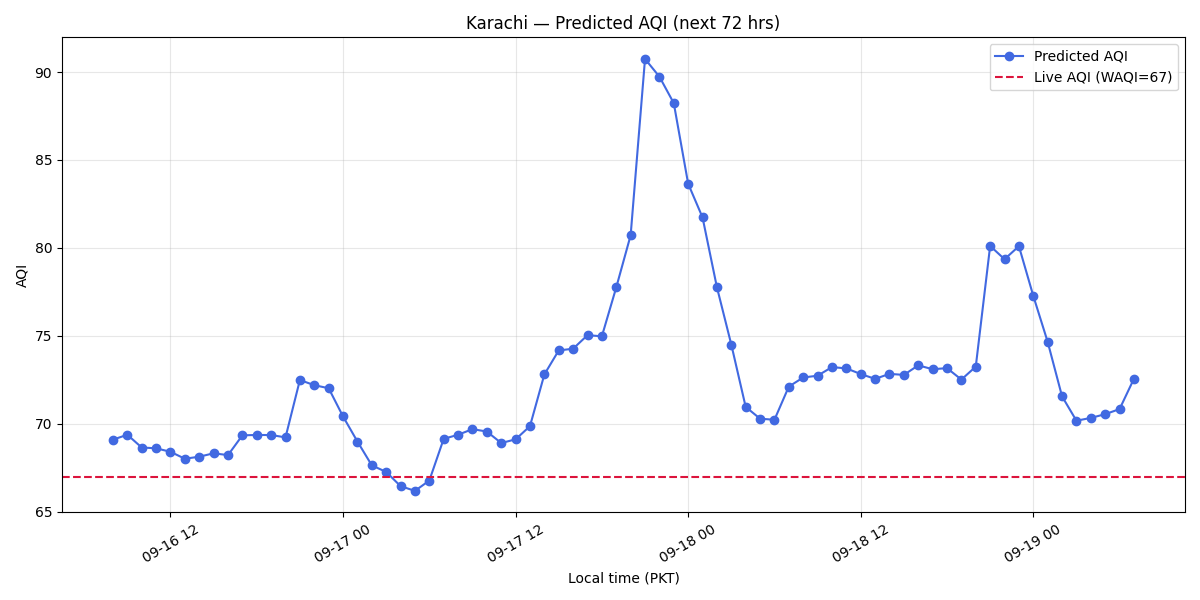 Karachi — Predicted AQI (next 72 hrs)
Predicted AQI
Live AQI (WAQI=67)
90
85
80
75
70
65
AQI
09-16 12
09-17 00
09-17 12
09-18 00
09-18 12
09-19 00
Local time (PKT)